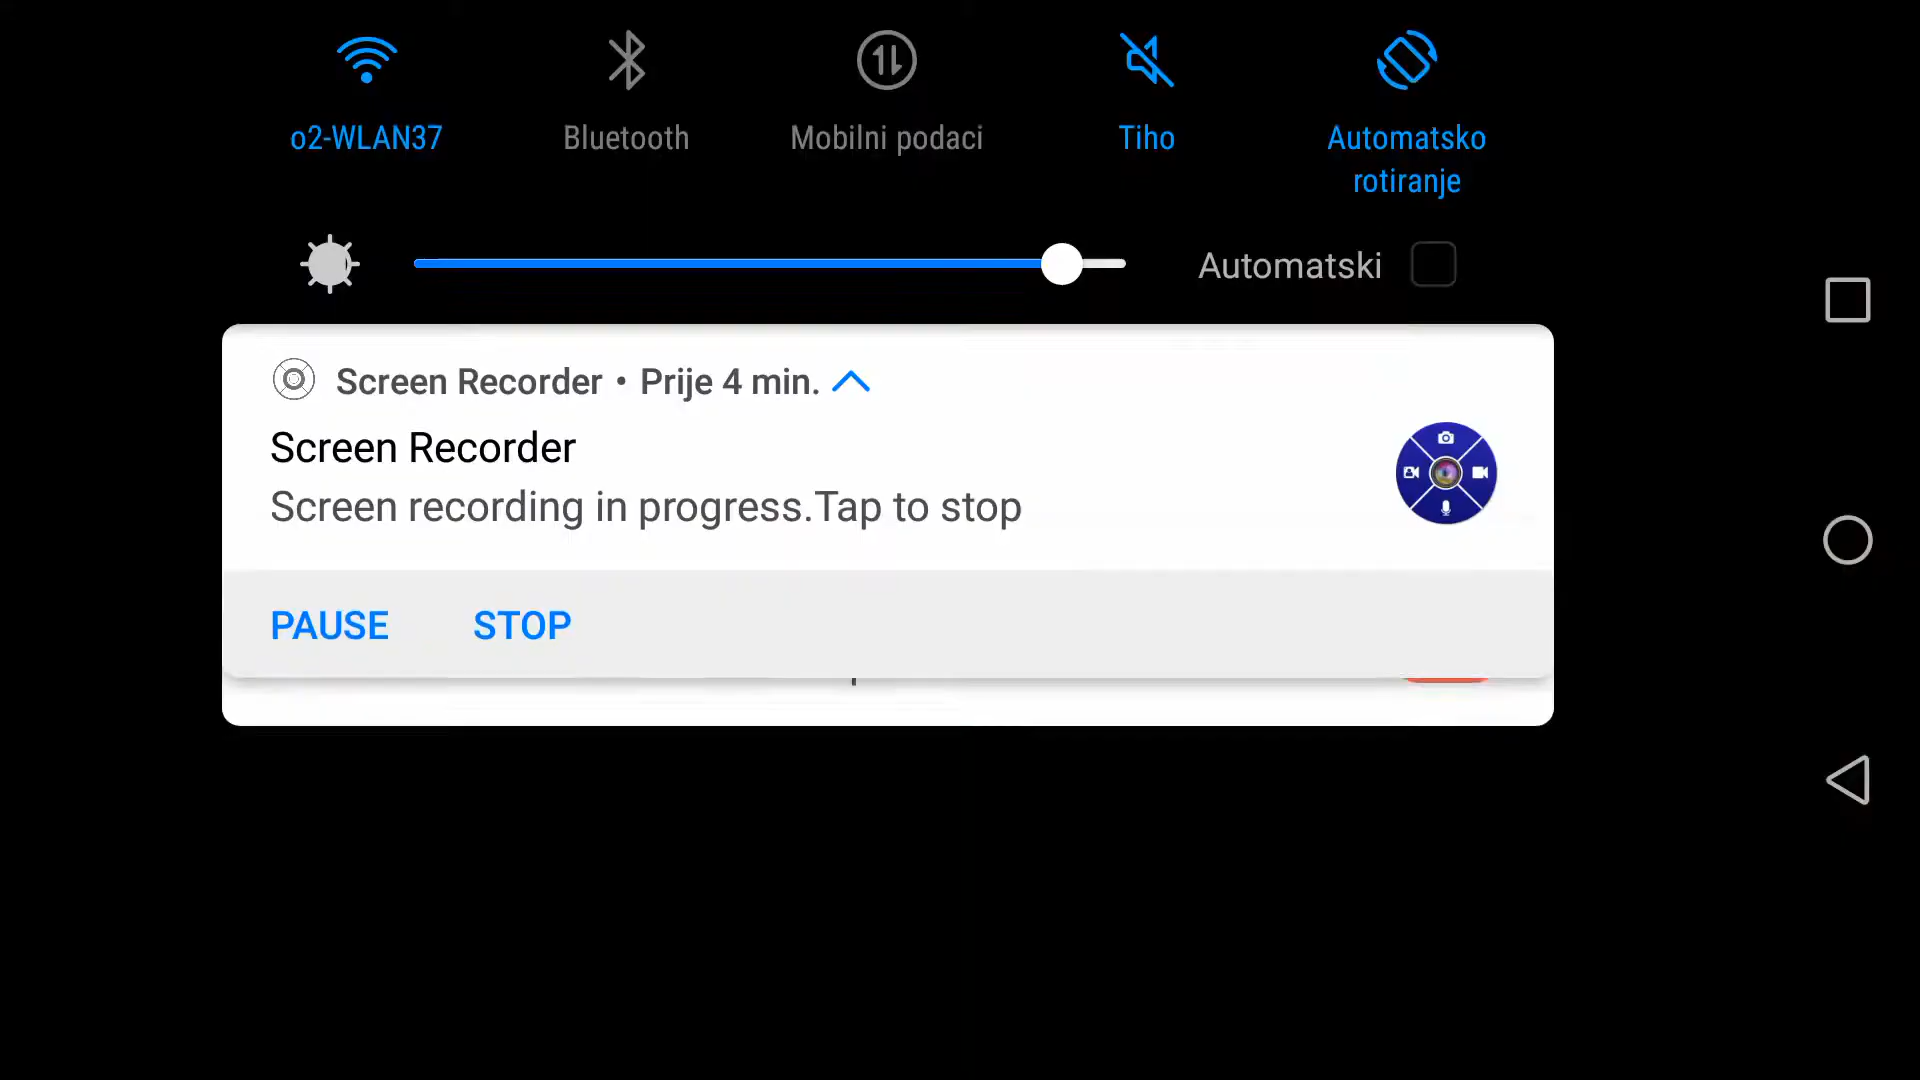 o2-WLAN37 Bluetooth Mobilni podaci Tiho Automatsko rotiranje
Automatski
Screen Recorder • Prije 4 min.
Screen Recorder
Screen recording in progress.Tap to stop
PAUSE STOP